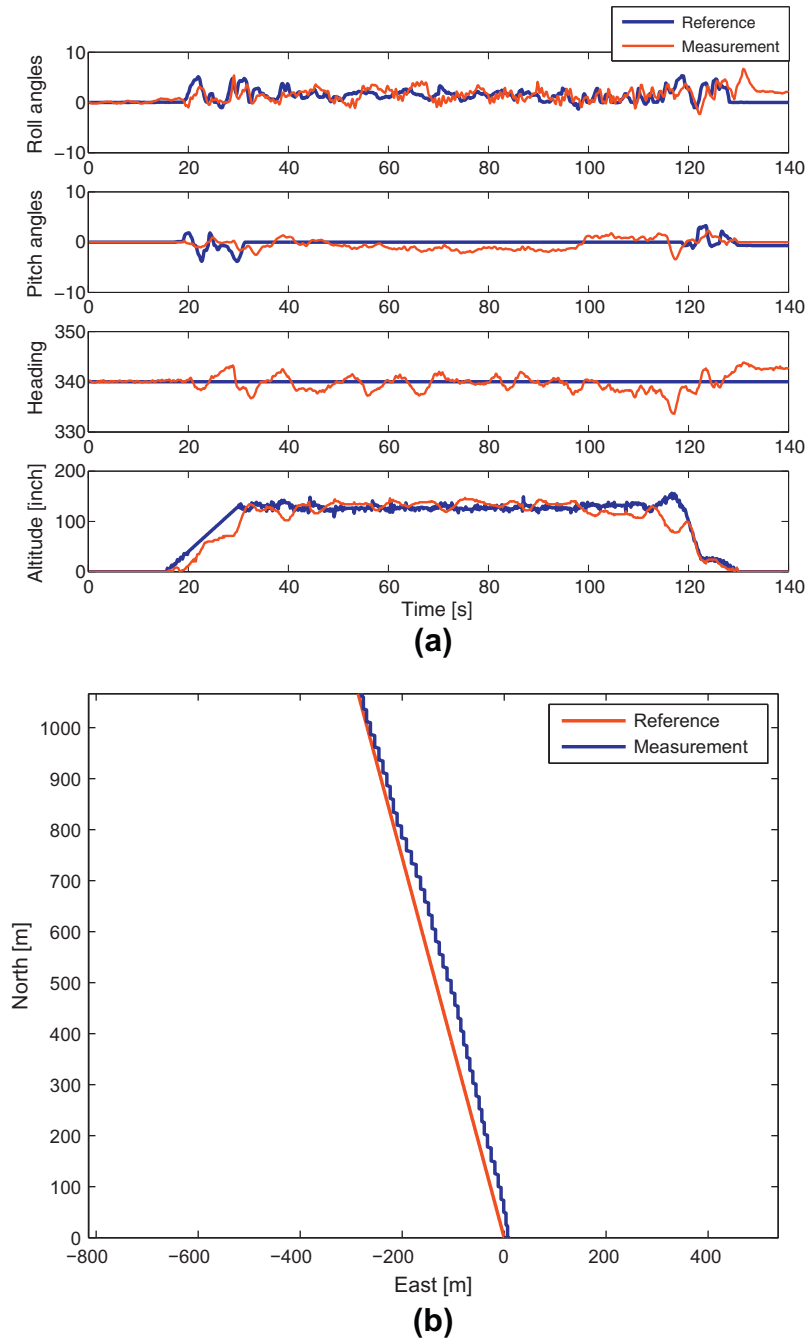 Reference
Measurement
10
0
−10
Roll angles
0 20 40 60 80 100 120 140
10
0
−10
Pitch angles
0 20 40 60 80 100 120 140
350
340
330
Heading
0 20 40 60 80 100 120 140
200
100
0
Altitude [inch]
0 20 40 60 80 100 120 140
Time [s]
(a)
Reference
Measurement
1000
900
800
700
600
500
400
300
200
100
0
North [m]
−800 −600 −400 −200 0 200 400
East [m]
(b)